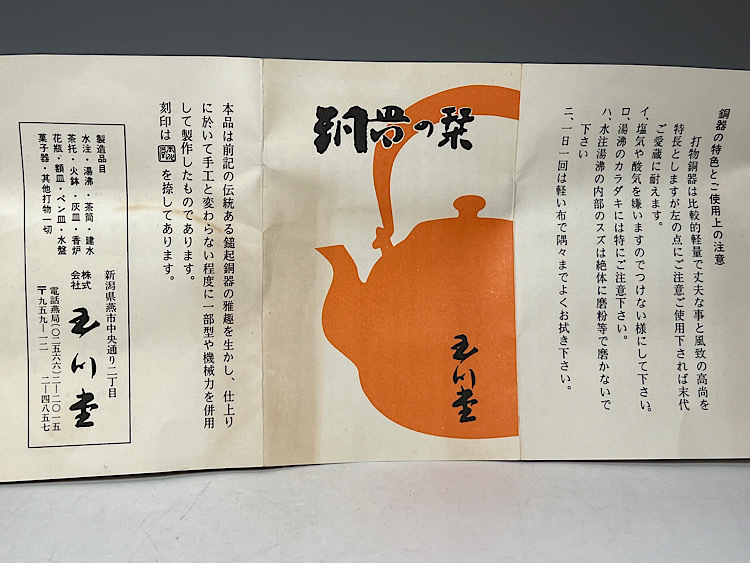 銅器の特色とご使用上の注意
打物銅器は比較的軽量で丈夫な事と風致の高尚を
特長としますが左の点にご注意ご使用下されば末代
ご愛蔵に耐えます。
イ、塩気や酸気を嫌いますのでつけない様にして下さい。
ロ、湯沸のカラダキには特にご注意下さい。
ハ、水注湯沸の内部のスズは絶体に磨粉等で磨かないで
下さい
ニ、一日一回は軽い布で隅々までよくお拭き下さい。
銅器の栞
玉川堂
本品は前記の伝統ある鎚起銅器の雅趣を生かし、仕上り
に於いて手工と変わらない程度に一部型や機械力を併用
して製作したものであります。
刻印は を捺してあります。
製造品目
水注・湯沸・茶筒・建水
茶托・火鉢・灰皿・香炉
花瓶・額皿・ペン皿・水盤
菓子器・其他打物一切
新潟県燕市中央通り二丁目
株式会社 玉川堂
電話燕局(〇二五六六)二―二〇一五
二―四八五七
〒九五九―一二